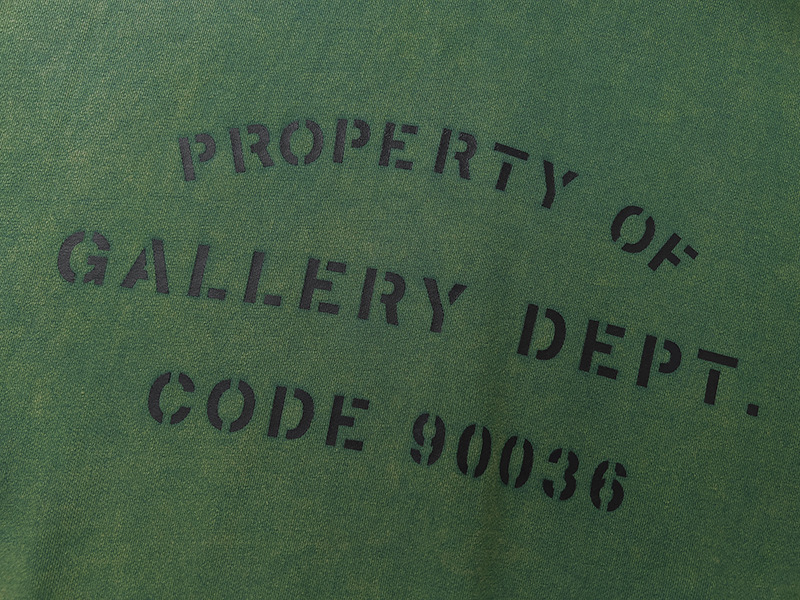 PROPERTY OF
GALLERY DEPT.
CODE 90036